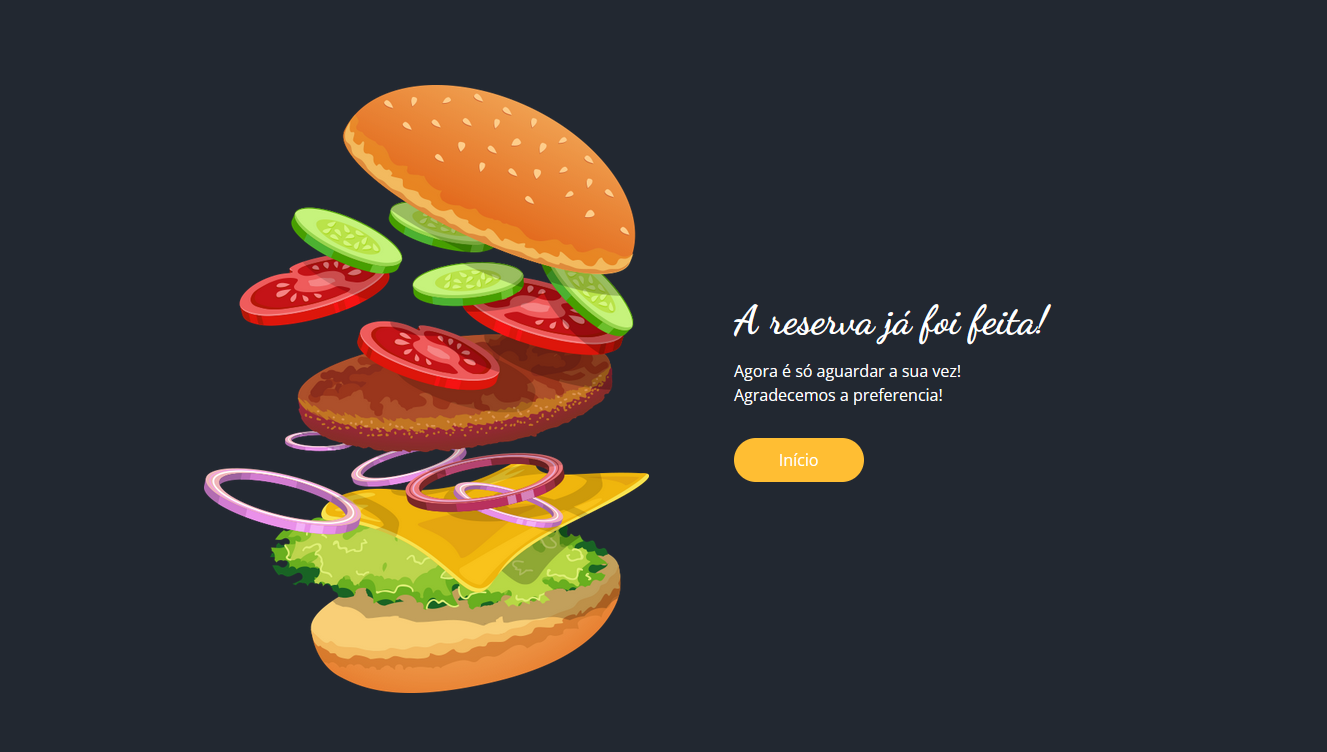 A reserva já foi feita!
Agora é só aguardar a sua vez!
Agradecemos a preferencia!
Início